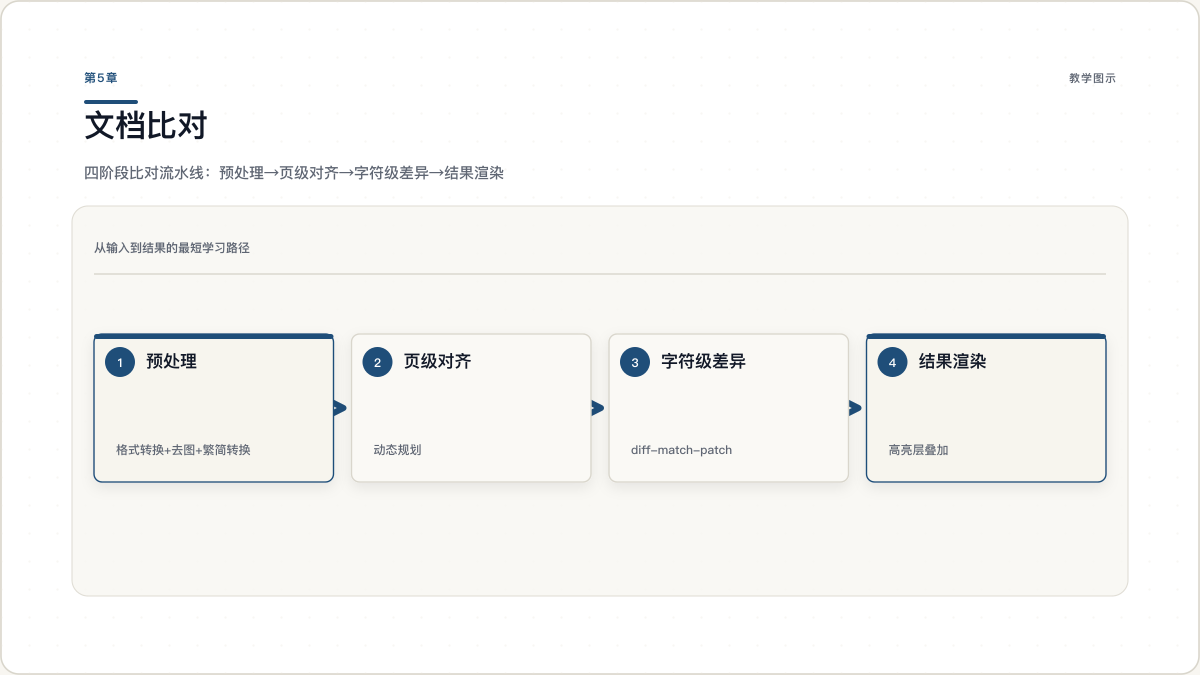 第5章
教学图示
文档比对
四阶段比对流水线：预处理→页级对齐→字符级差异→结果渲染
从输入到结果的最短学习路径
1 预处理
格式转换+去图+繁简转换
2 页级对齐
动态规划
3 字符级差异
diff-match-patch
4 结果渲染
高亮层叠加